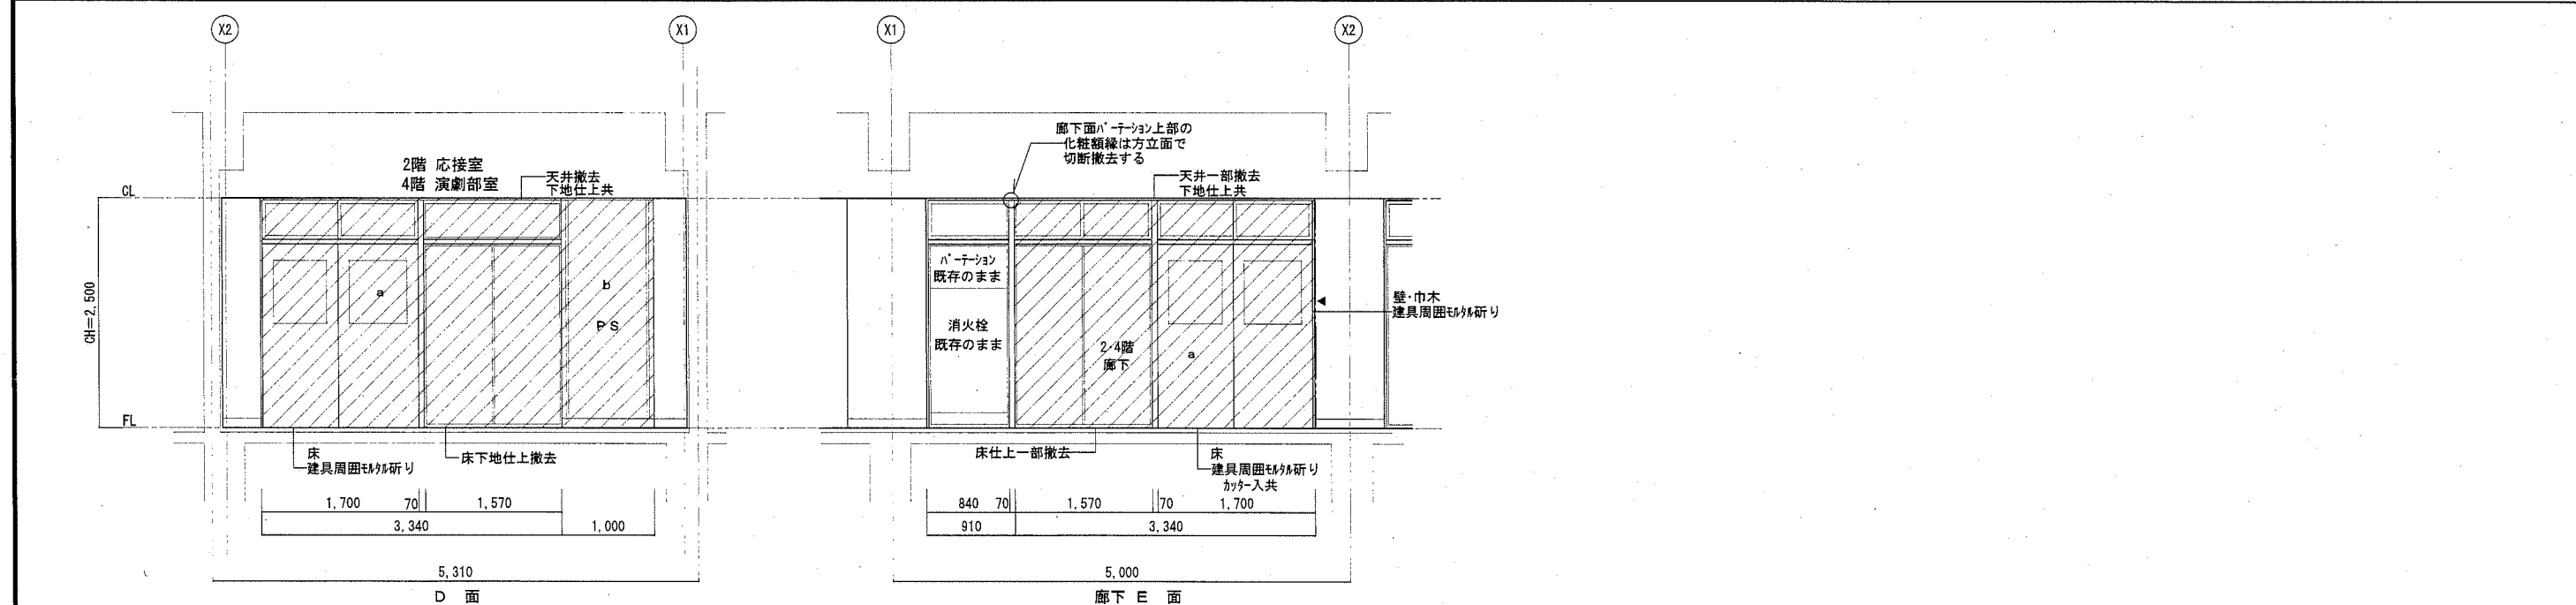 X2
X1
2階 応接室
4階 演劇部室
天井撤去
下地仕上共
CL
CH=2,500
FL
a
b
PS
床
建具周囲モルタル斫り
床下地仕上撤去
1,700
70
1,570
3,340
1,000
5,310
D 面
X1
X2
廊下面パーテーション上部の
化粧額縁は方立面で
切断撤去する
天井一部撤去
下地仕上共
パーテーション
既存のまま
消火栓
既存のまま
2・4階
廊下
a
壁・巾木
建具周囲モルタル斫り
床仕上一部撤去
床
建具周囲モルタル斫り
カッター入共
840
70
1,570
70
1,700
910
3,340
5,000
廊下 E 面